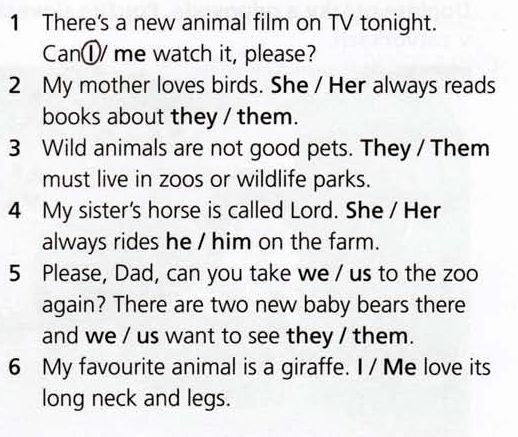 1 There's a new animal film on TV tonight.
Can I / me watch it, please?
2 My mother loves birds. She / Her always reads
books about they / them.
3 Wild animals are not good pets. They / Them
must live in zoos or wildlife parks.
4 My sister's horse is called Lord. She / Her
always rides he / him on the farm.
5 Please, Dad, can you take we / us to the zoo
again? There are two new baby bears there
and we / us want to see they / them.
6 My favourite animal is a giraffe. I / Me love its
long neck and legs.